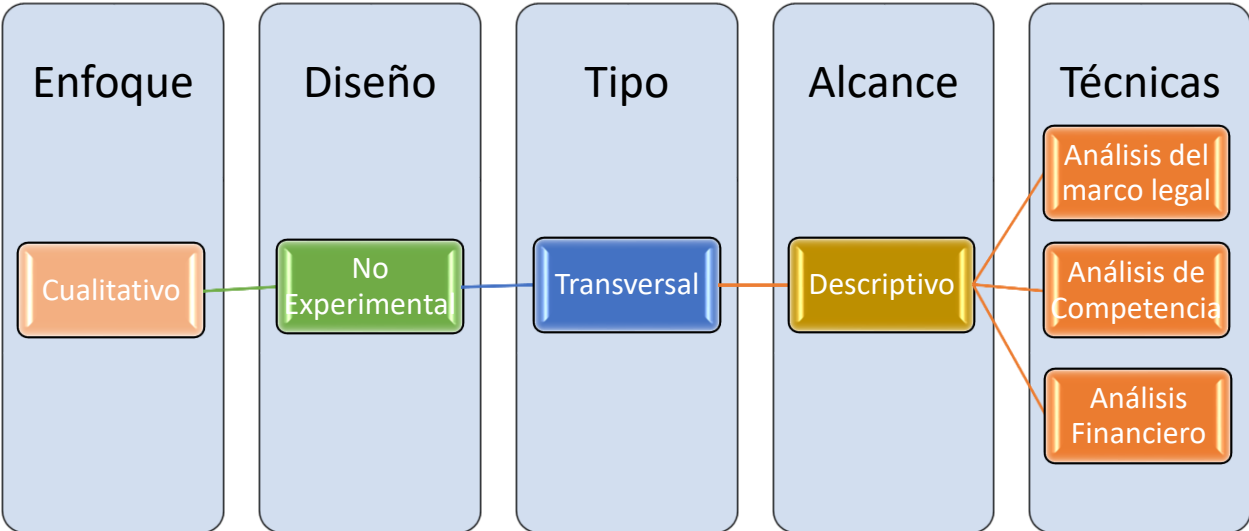 Enfoque
Diseño
Tipo
Alcance
Técnicas
Cualitativo
No
Experimental
Transversal
Descriptivo
Análisis del
marco legal
Análisis de
Competencia
Análisis
Financiero